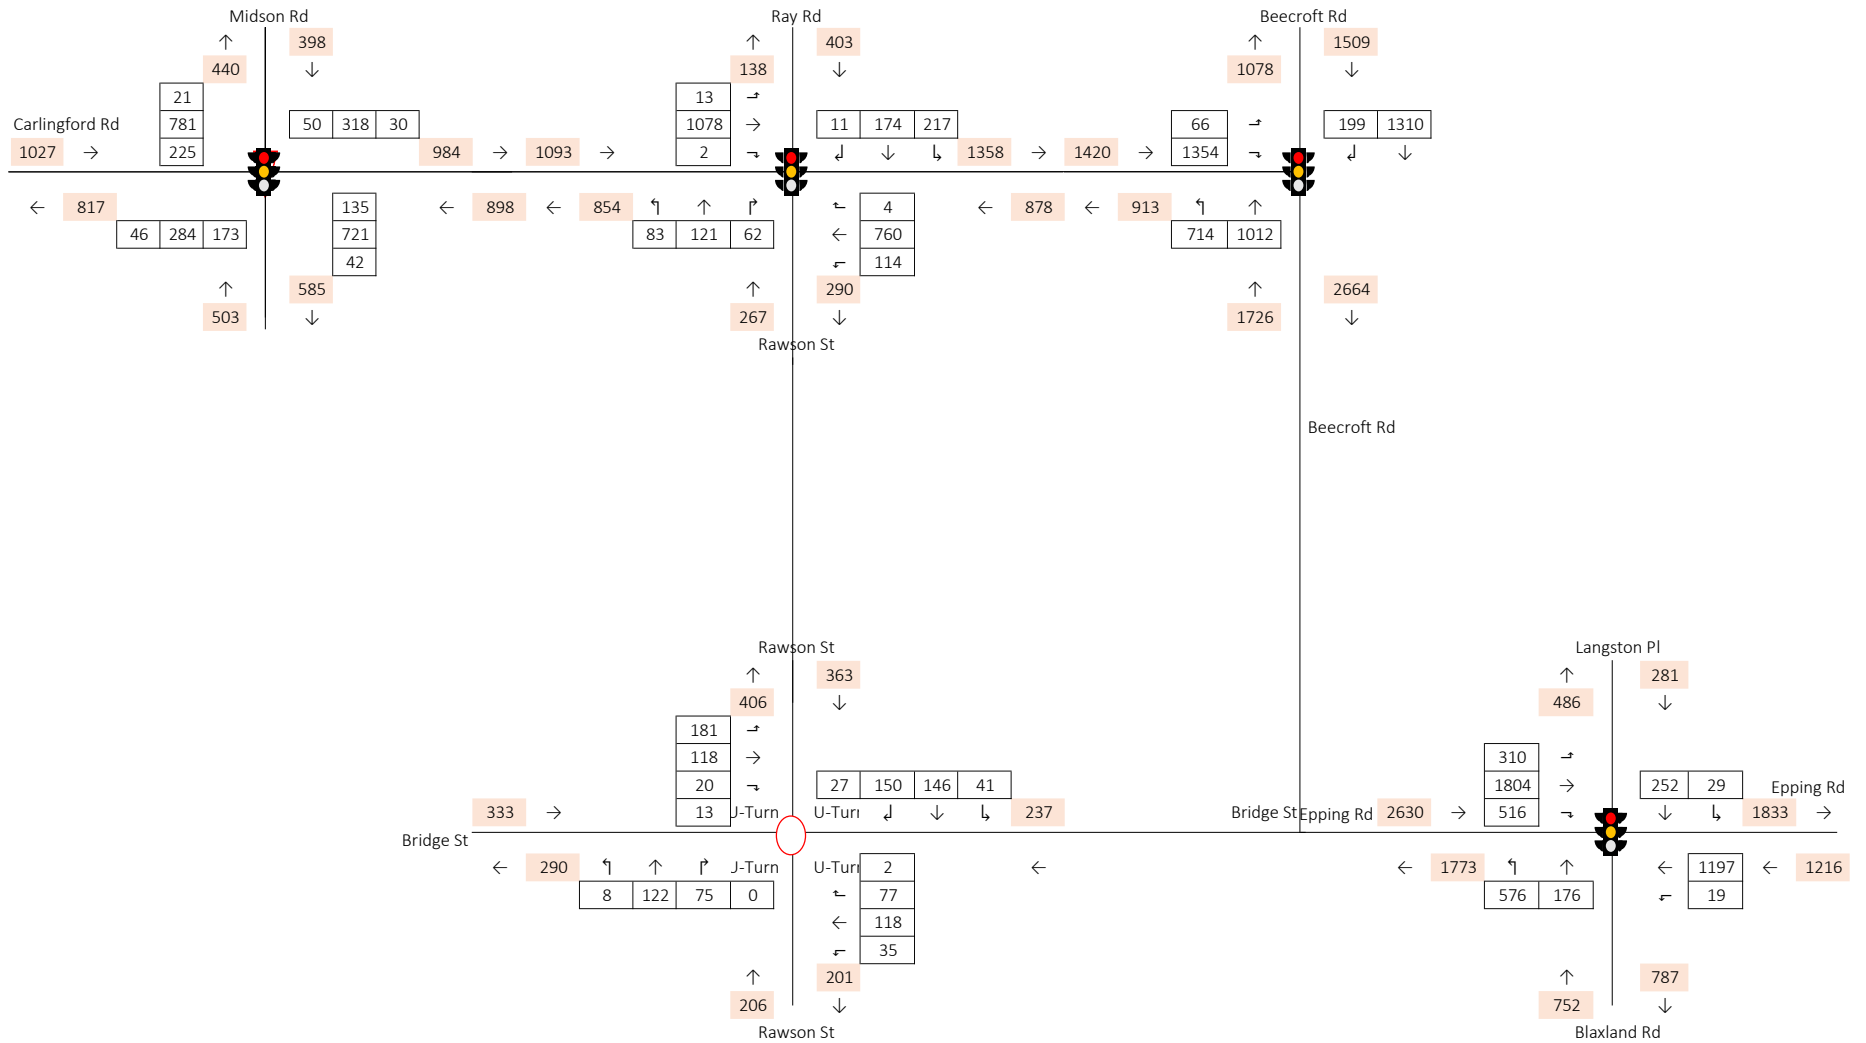 Midson Rd Ray Rd Beecroft Rd
↑ 398 ↑ 403 ↑ 1509
440 ↓ 138 ↓ 1078 ↓
21 13
Carlingford Rd 781 50 318 30 1078 → 11 174 217 66 199 1310
1027 → 225 984 → 1093 → 2 ↓ 1358 → 1420 → 1354 ↓
← 817 135 ← 898 ← 854 ↰ ↑ ↱ 4 ← 878 ← 913 ↰ ↑
46 284 173 721 83 121 62 ← 760 714 1012
42 114
↑ 585 ↑ 290 ↑ 2664
503 ↓ 267 ↓ 1726 ↓
Rawson St
Beecroft Rd
Rawson St Langston Pl
↑ 363 ↑ 281
406 ↓ 486 ↓
181
118 → 310
20 27 150 146 41 1804 → 252 29 Epping Rd
333 → 13 U-Turn U-Turn ↓ 237 Bridge St Epping Rd 2630 → 516 ↓ 1833 →
Bridge St
← 290 ↰ ↑ ↱ U-Turn U-Turn 2 ← ← 1773 ↰ ↑ ← 1197 ← 1216
8 122 75 0 77 576 176 19
← 118
35
↑ 201 ↑ 787
206 ↓ 752 ↓
Rawson St Blaxland Rd